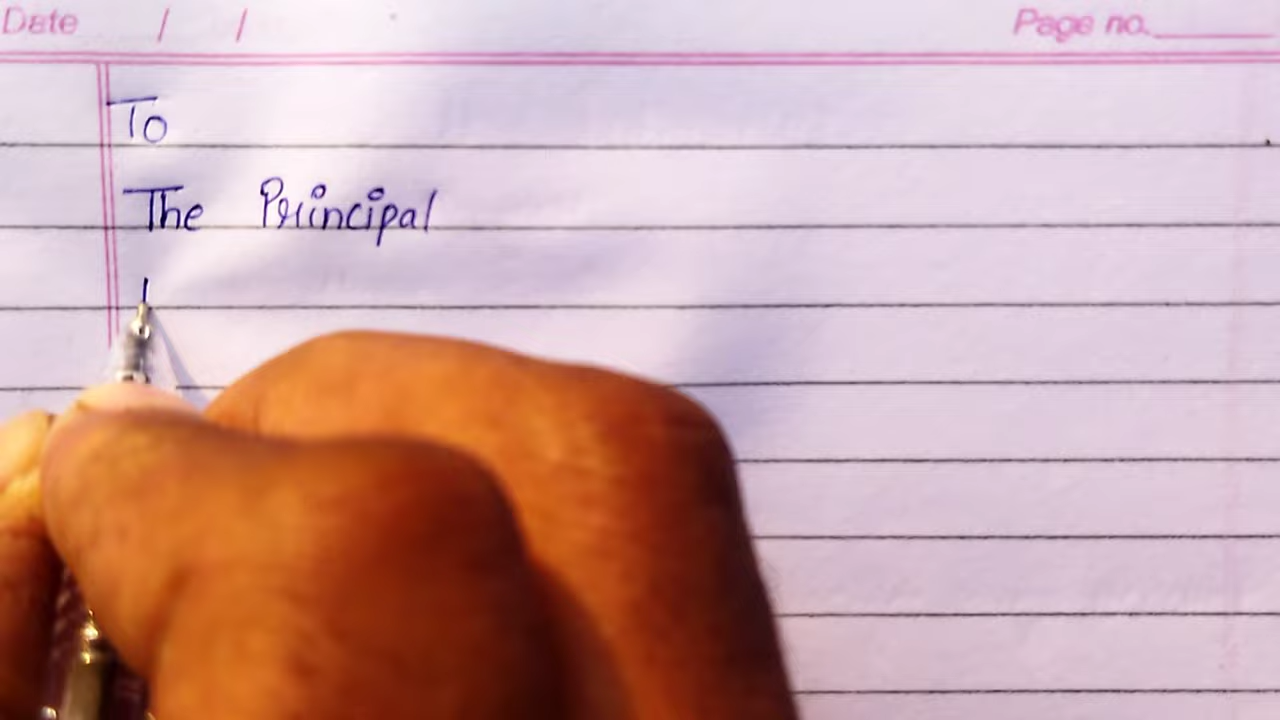 Date / / Page no.
To
The Principal